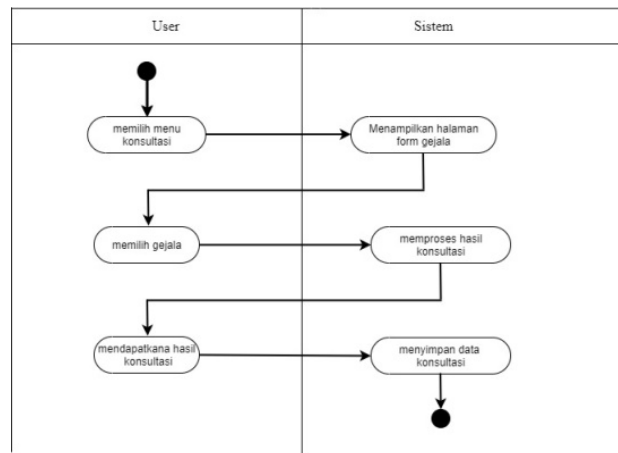 User
Sistem
memilih menu
konsultasi
Menampilkan halaman
form gejala
memilih gejala
memproses hasil
konsultasi
mendapatkana hasil
konsultasi
menyimpan data
konsultasi